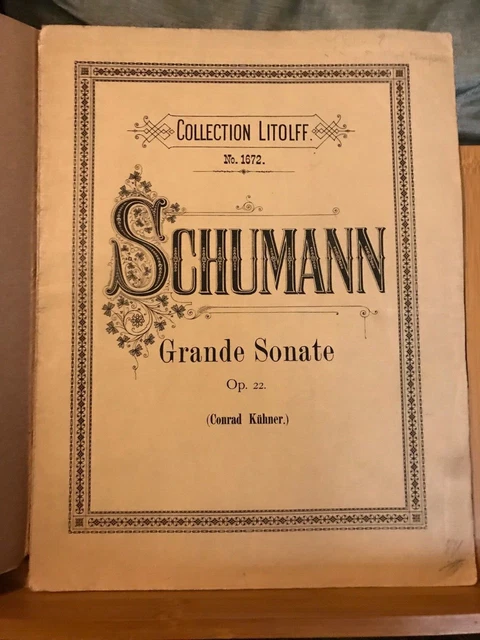 COLLECTION LITOLFF.
No. 1672.
SCHUMANN
Grande Sonate
Op. 22.
(Conrad Kühner.)